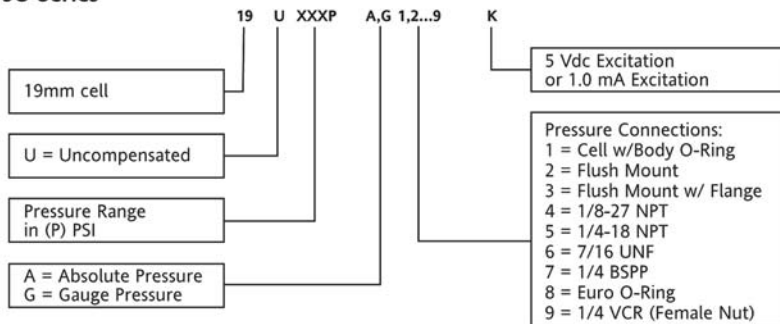 19 U XXXP A,G 1,2...9 K
19mm cell
U = Uncompensated
Pressure Range
in (P) PSI
A = Absolute Pressure
G = Gauge Pressure
5 Vdc Excitation
or 1.0 mA Excitation
Pressure Connections:
1 = Cell w/Body O-Ring
2 = Flush Mount
3 = Flush Mount w/ Flange
4 = 1/8-27 NPT
5 = 1/4-18 NPT
6 = 7/16 UNF
7 = 1/4 BSPP
8 = Euro O-Ring
9 = 1/4 VCR (Female Nut)